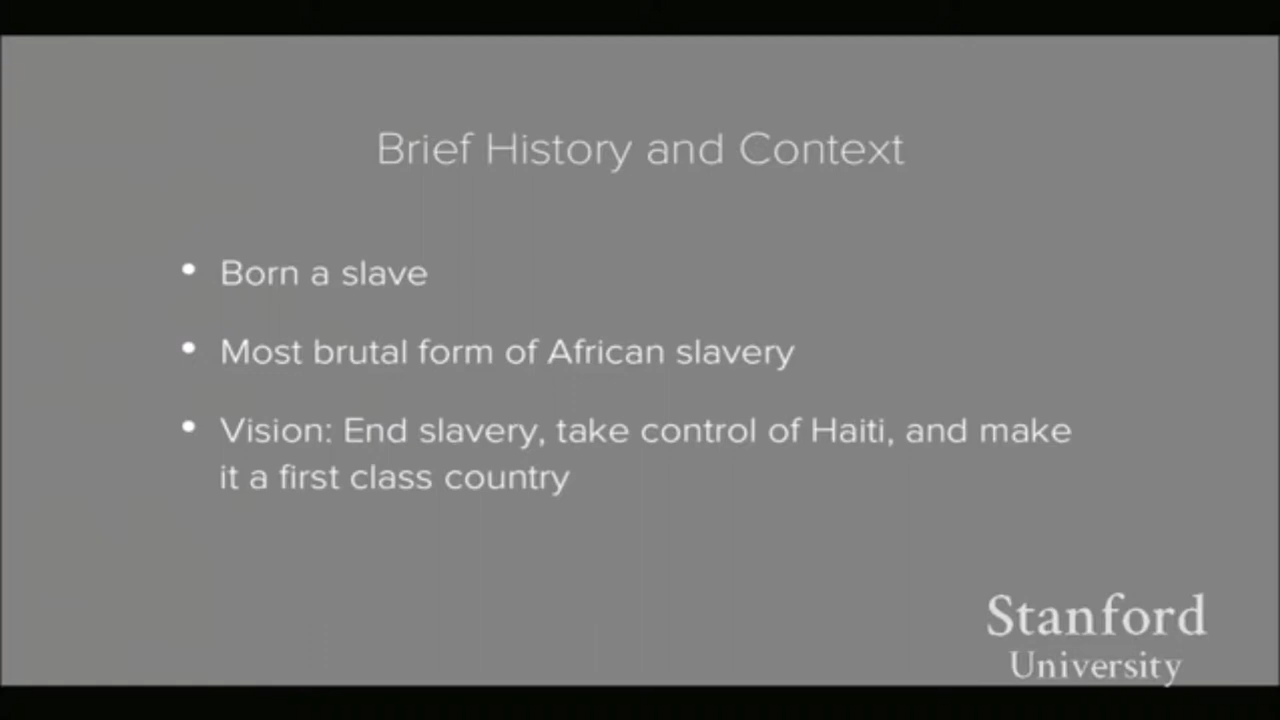 Brief History and Context
• Born a slave
• Most brutal form of African slavery
• Vision: End slavery, take control of Haiti, and make
it a first class country
Stanford
University